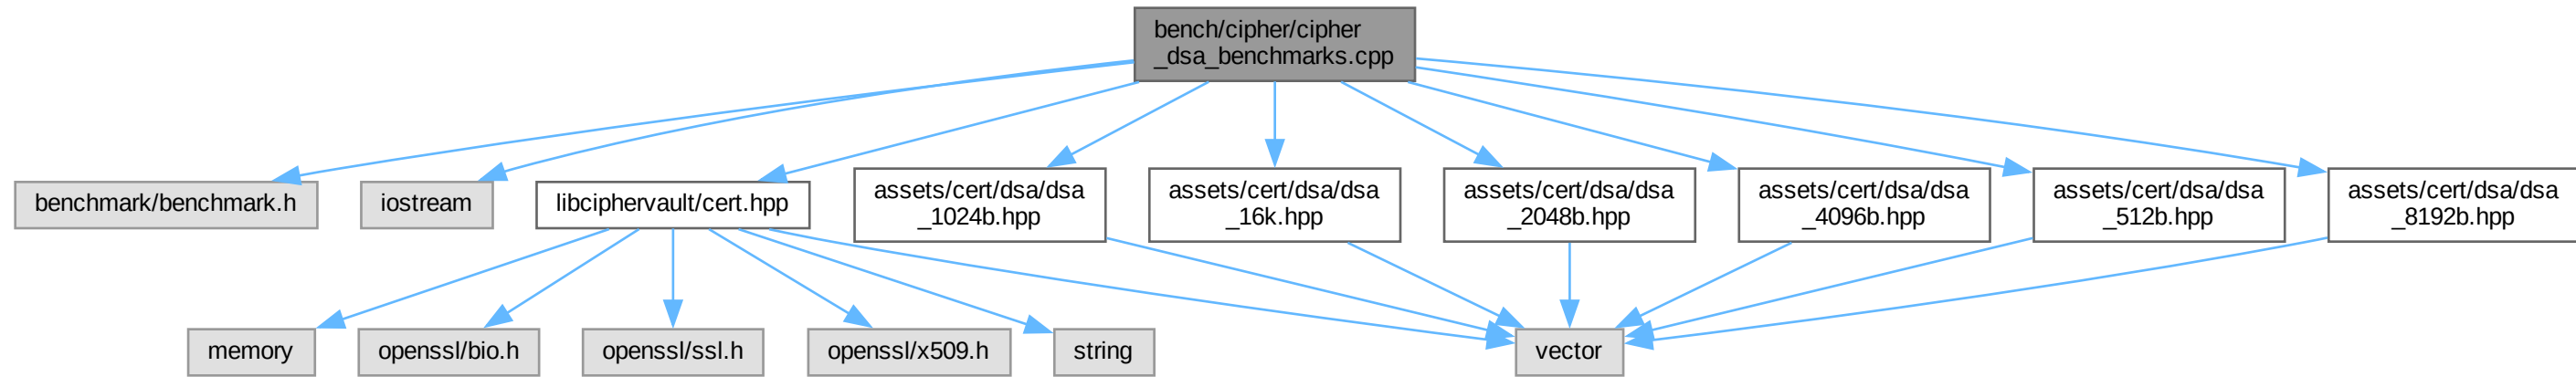 bench/cipher/cipher
_dsa_benchmarks.cpp
benchmark/benchmark.h
iostream
libciphervault/cert.hpp
assets/cert/dsa/dsa
_1024b.hpp
assets/cert/dsa/dsa
_16k.hpp
assets/cert/dsa/dsa
_2048b.hpp
assets/cert/dsa/dsa
_4096b.hpp
assets/cert/dsa/dsa
_512b.hpp
assets/cert/dsa/dsa
_8192b.hpp
memory
openssl/bio.h
openssl/ssl.h
openssl/x509.h
string
vector